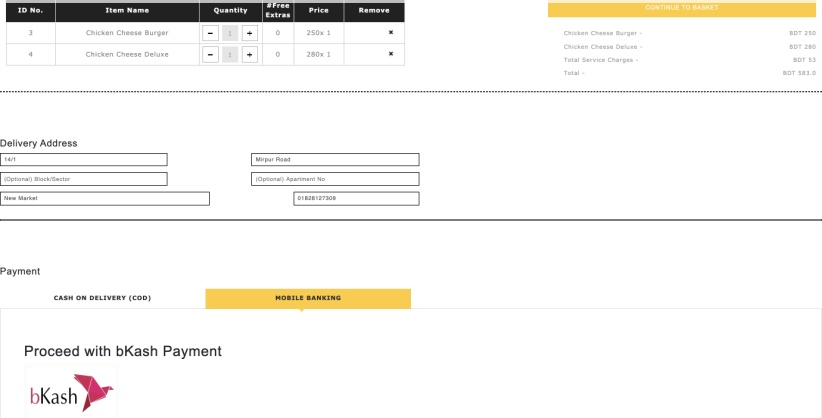 ID No. Item Name Quantity #Free Extras Price Remove
3 Chicken Cheese Burger - 1 + 0 250x 1 ✖
4 Chicken Cheese Deluxe - 1 + 0 280x 1 ✖
CONTINUE TO BASKET
Chicken Cheese Burger - BDT 250
Chicken Cheese Deluxe - BDT 280
Total Service Charges - BDT 53
Total - BDT 583.0
Delivery Address
14/1 Mirpur Road
(Optional) Block/Sector (Optional) Apartment No
New Market 01828127309
Payment
CASH ON DELIVERY (COD) MOBILE BANKING
Proceed with bKash Payment
bKash